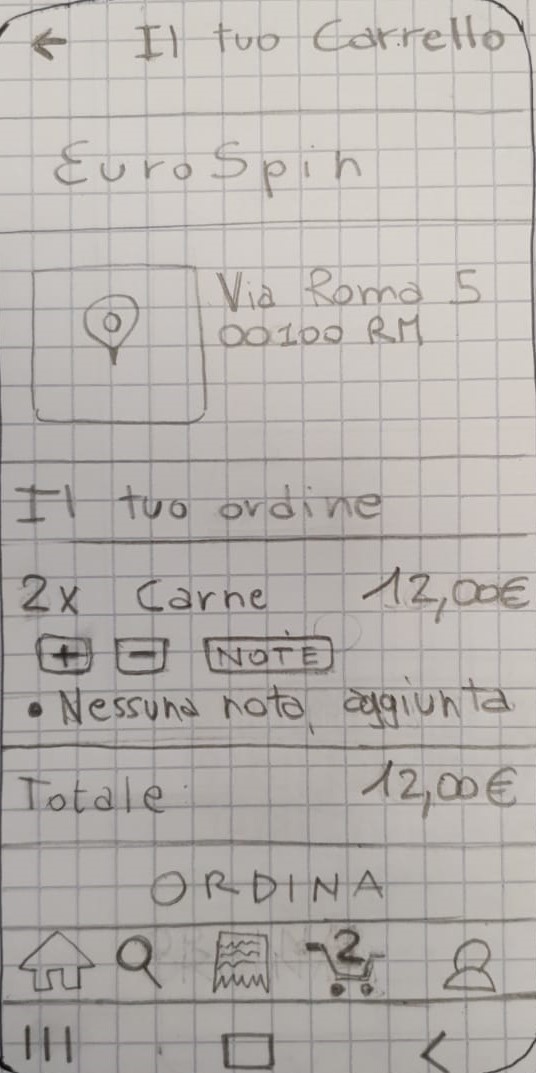 ← Il tuo Carrello
EuroSpin
Via Roma 5
00100 RM
Il tuo ordine
2x Carne 12,00€
+ - NOTE
• Nessuna nota aggiunta
Totale 12,00€
ORDINA
2